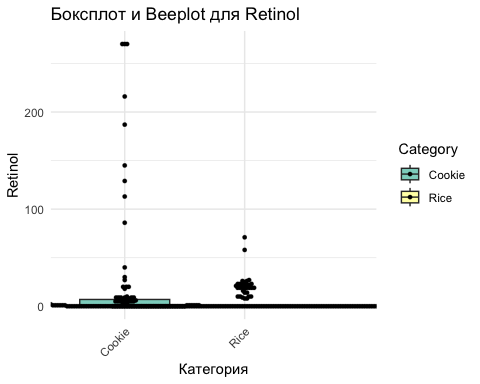 Боксплот и Beeplot для Retinol
200
100
0
Retinol
Cookie
Rice
Категория
Category
Cookie
Rice